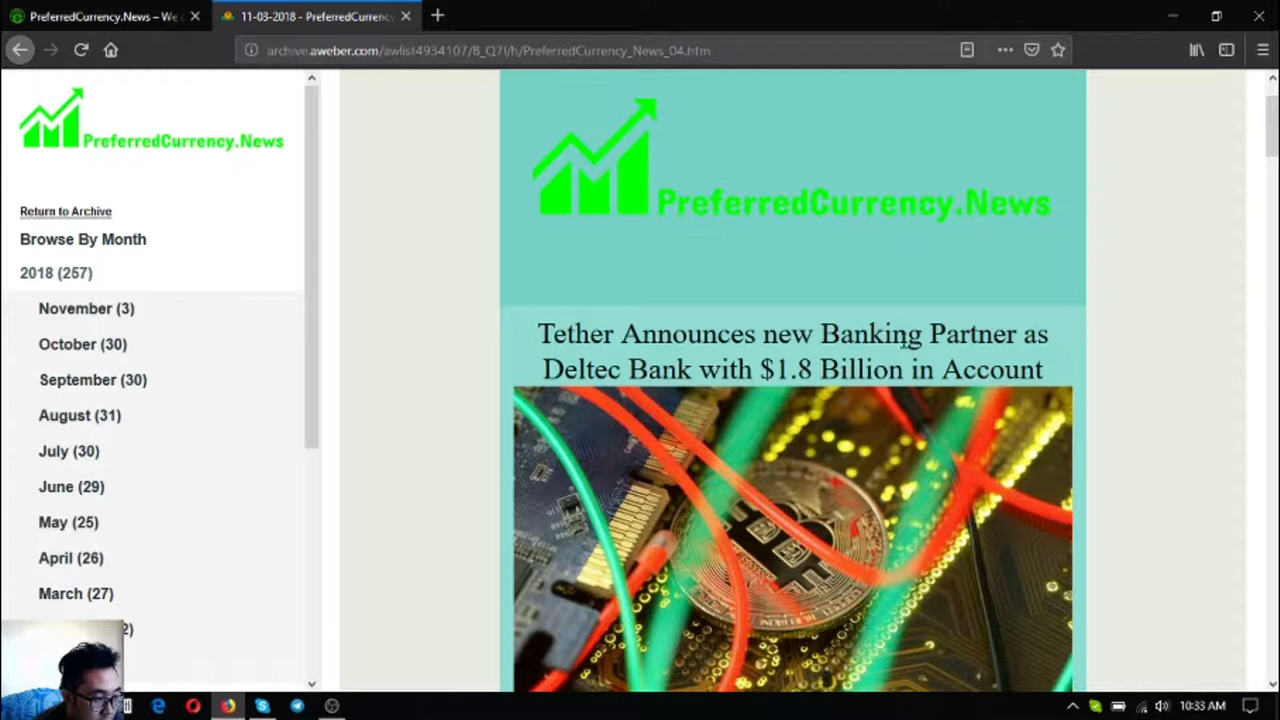 PreferredCurrency.News – We
11-03-2018 - PreferredCurrency
archive.aweber.com/awlist4934107/8_Q7I/h/PreferredCurrency_News_04.htm
PreferredCurrency.News
Return to Archive
Browse By Month
2018 (257)
November (3)
October (30)
September (30)
August (31)
July (30)
June (29)
May (25)
April (26)
March (27)
2)
PreferredCurrency.News
Tether Announces new Banking Partner as
Deltec Bank with $1.8 Billion in Account
10:33 AM